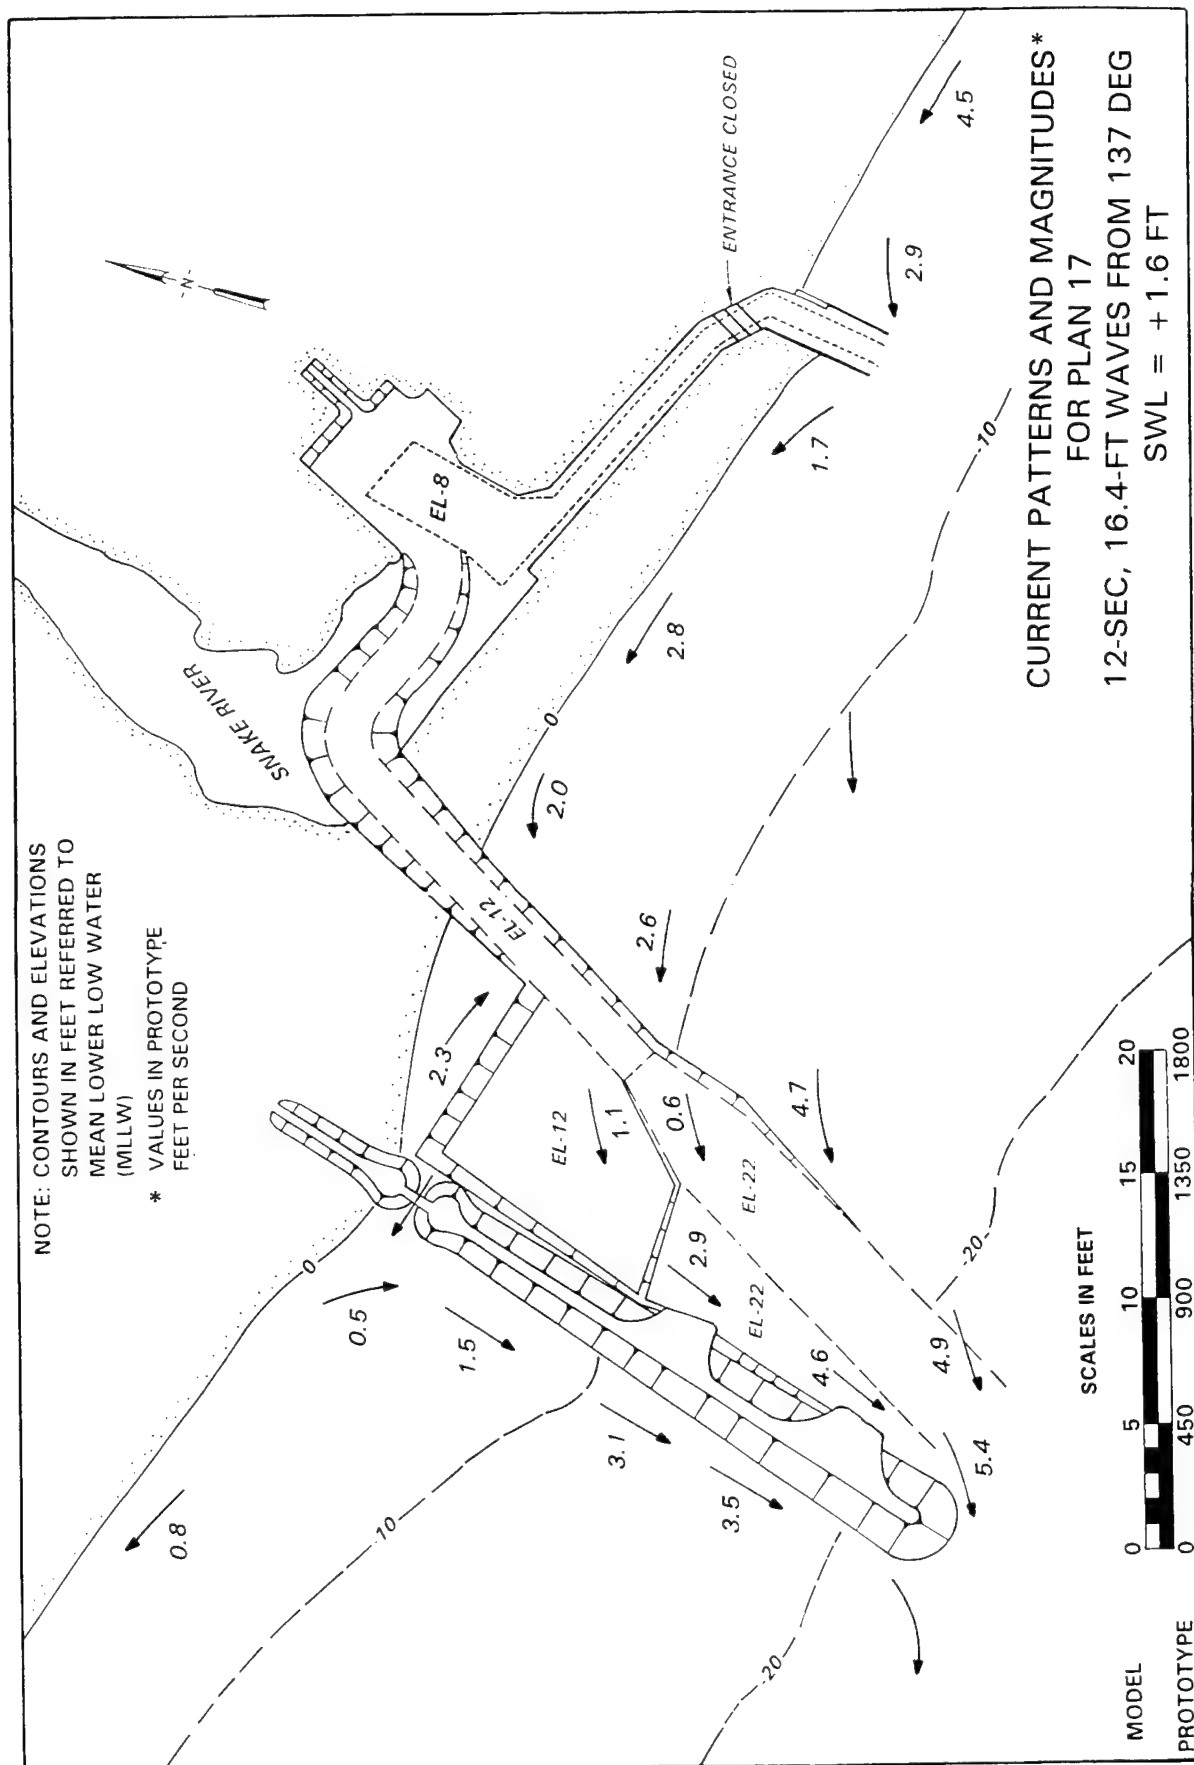 NOTE: CONTOURS AND ELEVATIONS
SHOWN IN FEET REFERRED TO
MEAN LOWER LOW WATER
(MLLW)
* VALUES IN PROTOTYPE
FEET PER SECOND
SNAKE RIVER
-N-
EL-8
ENTRANCE CLOSED
EL-12
EL-12
EL-22
EL-22
0
0
-10
-10
-20
-20
0.8
0.5
1.5
3.1
3.5
2.3
1.1
0.6
2.9
4.6
4.9
5.4
4.7
2.6
2.0
2.8
1.7
2.9
4.5
SCALES IN FEET
MODEL 0 5 10 15 20
PROTOTYPE 0 450 900 1350 1800
CURRENT PATTERNS AND MAGNITUDES*
FOR PLAN 17
12-SEC, 16.4-FT WAVES FROM 137 DEG
SWL = +1.6 FT